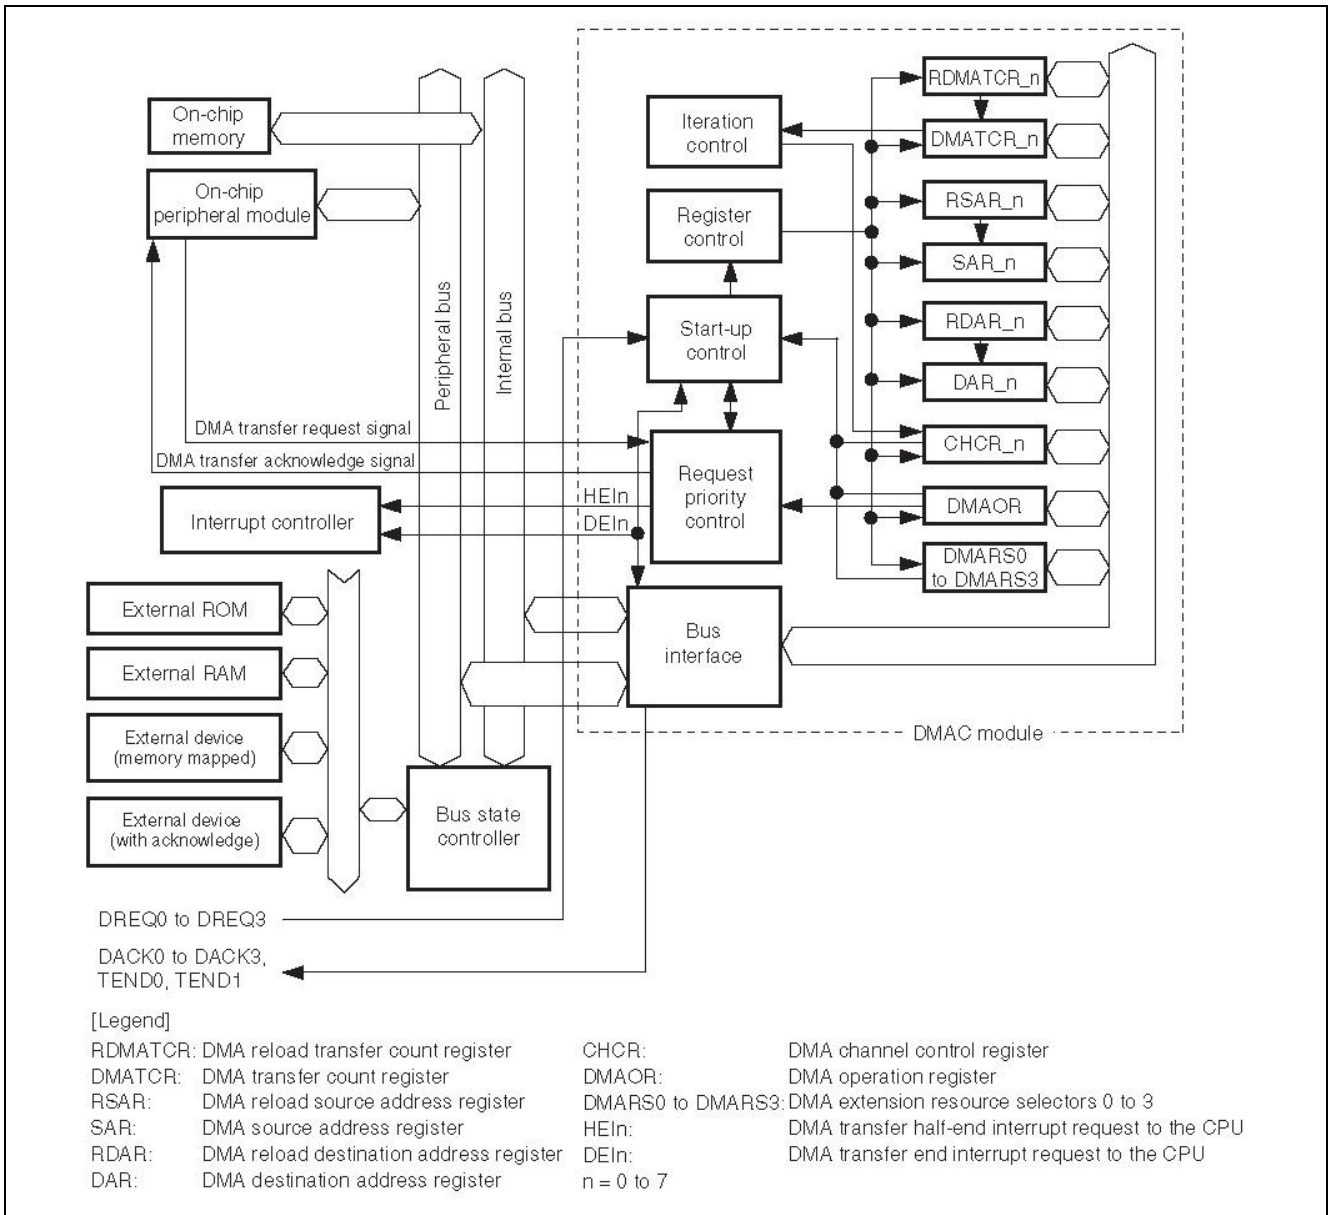 On-chip
memory
On-chip
peripheral module
Peripheral bus
Internal bus
DMA transfer request signal
DMA transfer acknowledge signal
Interrupt controller
HEIn
DEIn
External ROM
External RAM
External device
(memory mapped)
External device
(with acknowledge)
Bus state
controller
DREQ0 to DREQ3
DACK0 to DACK3,
TEND0, TEND1
Iteration
control
Register
control
Start-up
control
Request
priority
control
Bus
interface
RDMATCR_n
DMATCR_n
RSAR_n
SAR_n
RDAR_n
DAR_n
CHCR_n
DMAOR
DMARS0
to DMARS3
DMAC module
[Legend]
RDMATCR: DMA reload transfer count register
DMATCR: DMA transfer count register
RSAR: DMA reload source address register
SAR: DMA source address register
RDAR: DMA reload destination address register
DAR: DMA destination address register
CHCR: DMA channel control register
DMAOR: DMA operation register
DMARS0 to DMARS3: DMA extension resource selectors 0 to 3
HEIn: DMA transfer half-end interrupt request to the CPU
DEIn: DMA transfer end interrupt request to the CPU
n = 0 to 7